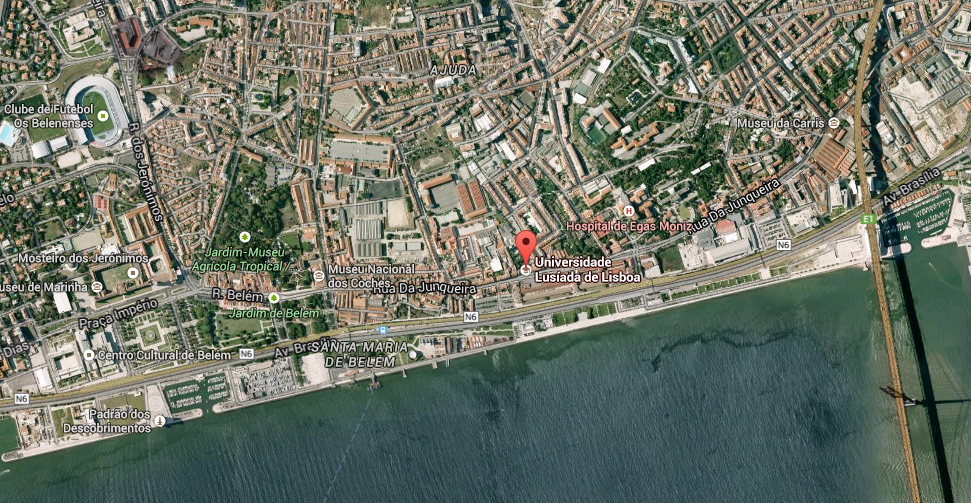 AJUDA
Clube de Futebol
Os Belenenses
R. dos Jerónimos
Museu da Carris
Rua Da Junqueira
Av. Brasília
E1
N6
Hospital de Egas Moniz
H
Universidade
Lusíada de Lisboa
Mosteiro dos Jerónimos
Jardim-Museu
Agrícola Tropical /...
Museu Nacional
dos Coches
Rua Da Junqueira
R. Belém
Jardim de Belém
useu de Marinha
Praça Império
N6
Dias
Centro Cultural de Belém
N6
Av. Bra
SANTA MARIA
DE BELÉM
N6
Padrão dos
Descobrimentos